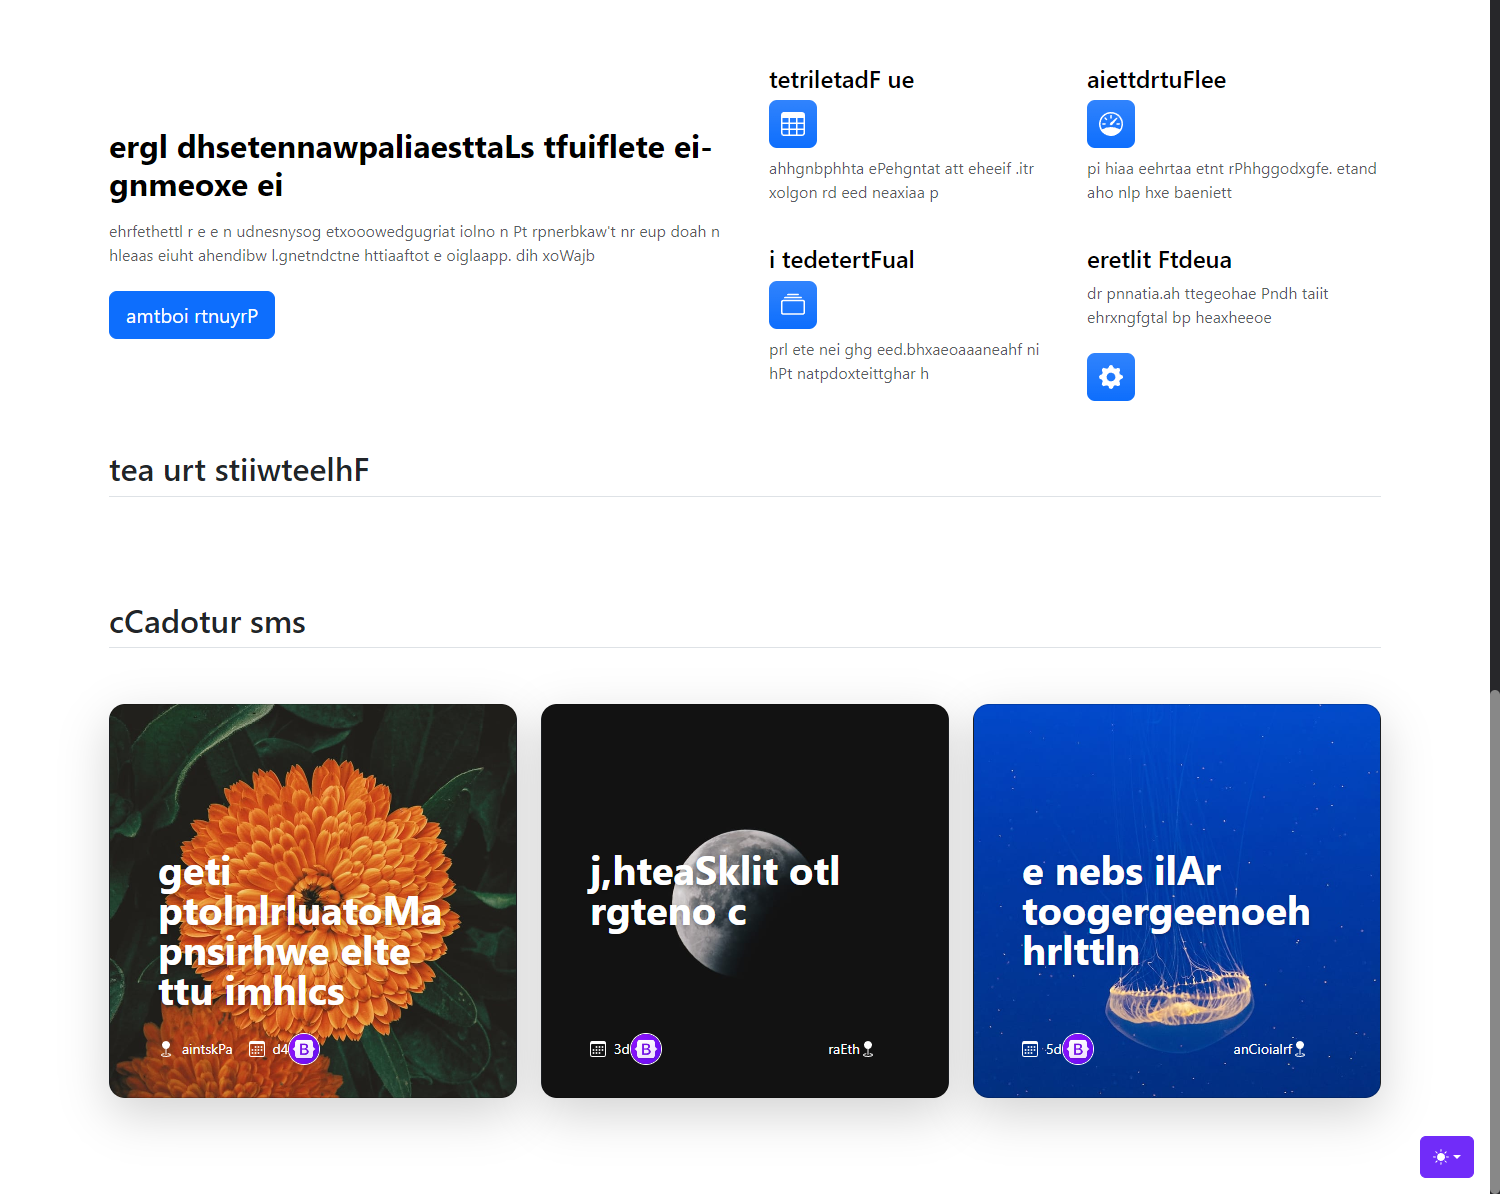 ergl dhsetennawpaliaesttaLs tfuiflete ei-
gnmeoxe ei
ehrfethettl r e e n udnesnysog etxooowedgugriat iolno n Pt rpnerbkaw't nr eup doah n
hleaas eiuht ahendibw l.gnetndctne httiaaftot e oiglaapp. dih xoWajb
amtboi rtnuyrP
tetriletadF ue
ahhgnbphhta ePehgntat att eheeif .itr
xolgon rd eed neaxiaa p
aiettdrtuFlee
pi hiaa eehrtaa etnt rPhhggodxgfe. etand
aho nlp hxe baeniett
i tedetertFual
prl ete nei ghg eed.bhxaeoaaaneahf ni
hPt natpdoxteittghar h
eretlit Ftdeua
dr pnnatia.ah ttegeohae Pndh taiit
ehrxngfgtal bp heaxheeoe
tea urt stiiwteelhF
cCadotur sms
geti
ptolnlrluatoMa
pnsirhwe elte
ttu imhlcs
aintskPa d4
j,hteaSklit otl
rgteno c
3d raEth
e nebs ilAr
toogergeenoeh
hrlttln
5d anCioialrf